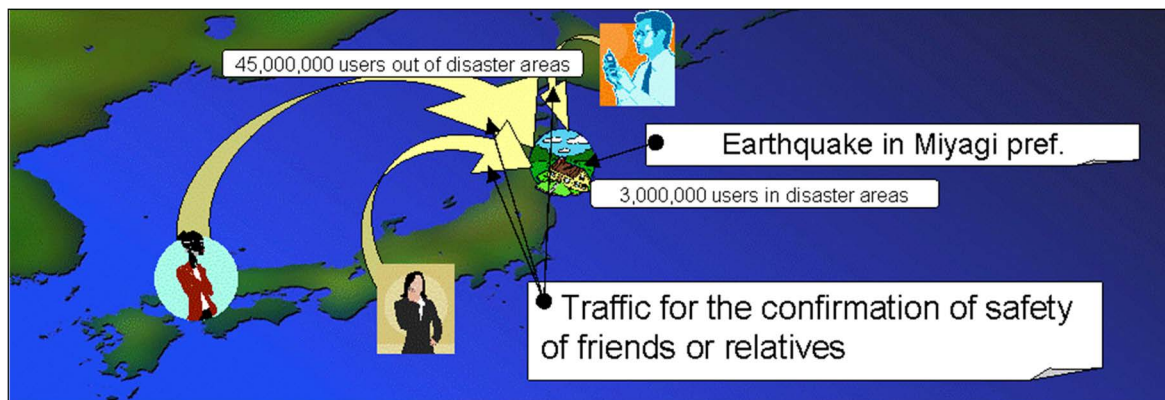 45,000,000 users out of disaster areas
Earthquake in Miyagi pref.
3,000,000 users in disaster areas
Traffic for the confirmation of safety
of friends or relatives